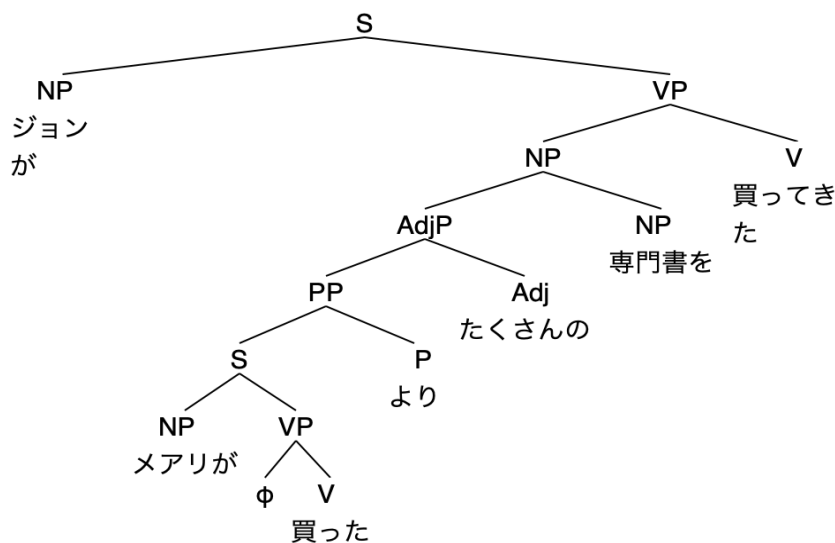 S
NP VP
ジョン
が
NP V
買ってき
た
AdjP NP
専門書を
PP Adj
たくさんの
S P
より
NP VP
メアリが
φ V
買った